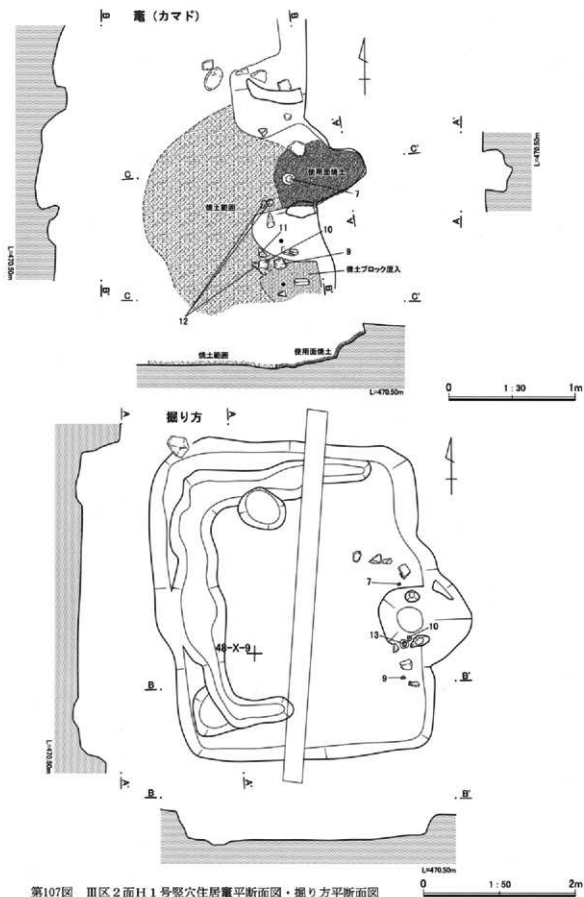 B
B
竈（カマド）
A'
A'
C
C'
使用面焼土
7
焼土範囲
A
A
11
10
9
焼土ブロック混入
B'
B'
C
C'
12
L=470.50m
L=470.50m
焼土範囲
使用面焼土
L=470.50m
0
1：30
1m
A
A
掘り方
7
10
13
48-X-9
9
B
B'
A'
A'
B
B'
L=470.50m
L=470.50m
第107図　Ⅲ区２面Ｈ１号竪穴住居竈平断面図・掘り方平断面図
0
1：50
2m